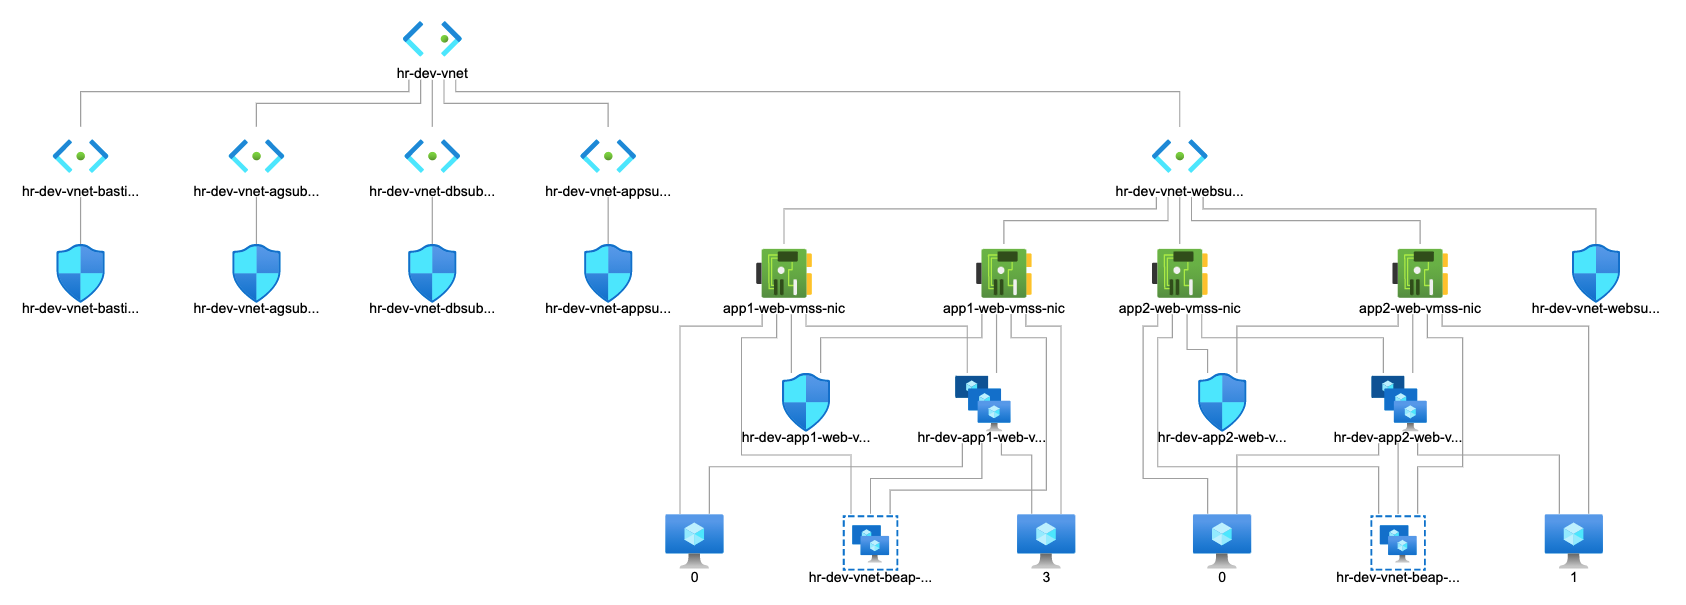 hr-dev-vnet
hr-dev-vnet-basti...
hr-dev-vnet-agsub...
hr-dev-vnet-dbsub...
hr-dev-vnet-appsu...
hr-dev-vnet-websu...
hr-dev-vnet-basti...
hr-dev-vnet-agsub...
hr-dev-vnet-dbsub...
hr-dev-vnet-appsu...
app1-web-vmss-nic
app1-web-vmss-nic
app2-web-vmss-nic
app2-web-vmss-nic
hr-dev-vnet-websu...
hr-dev-app1-web-v...
hr-dev-app1-web-v...
hr-dev-app2-web-v...
hr-dev-app2-web-v...
0
hr-dev-vnet-beap-...
3
0
hr-dev-vnet-beap-...
1